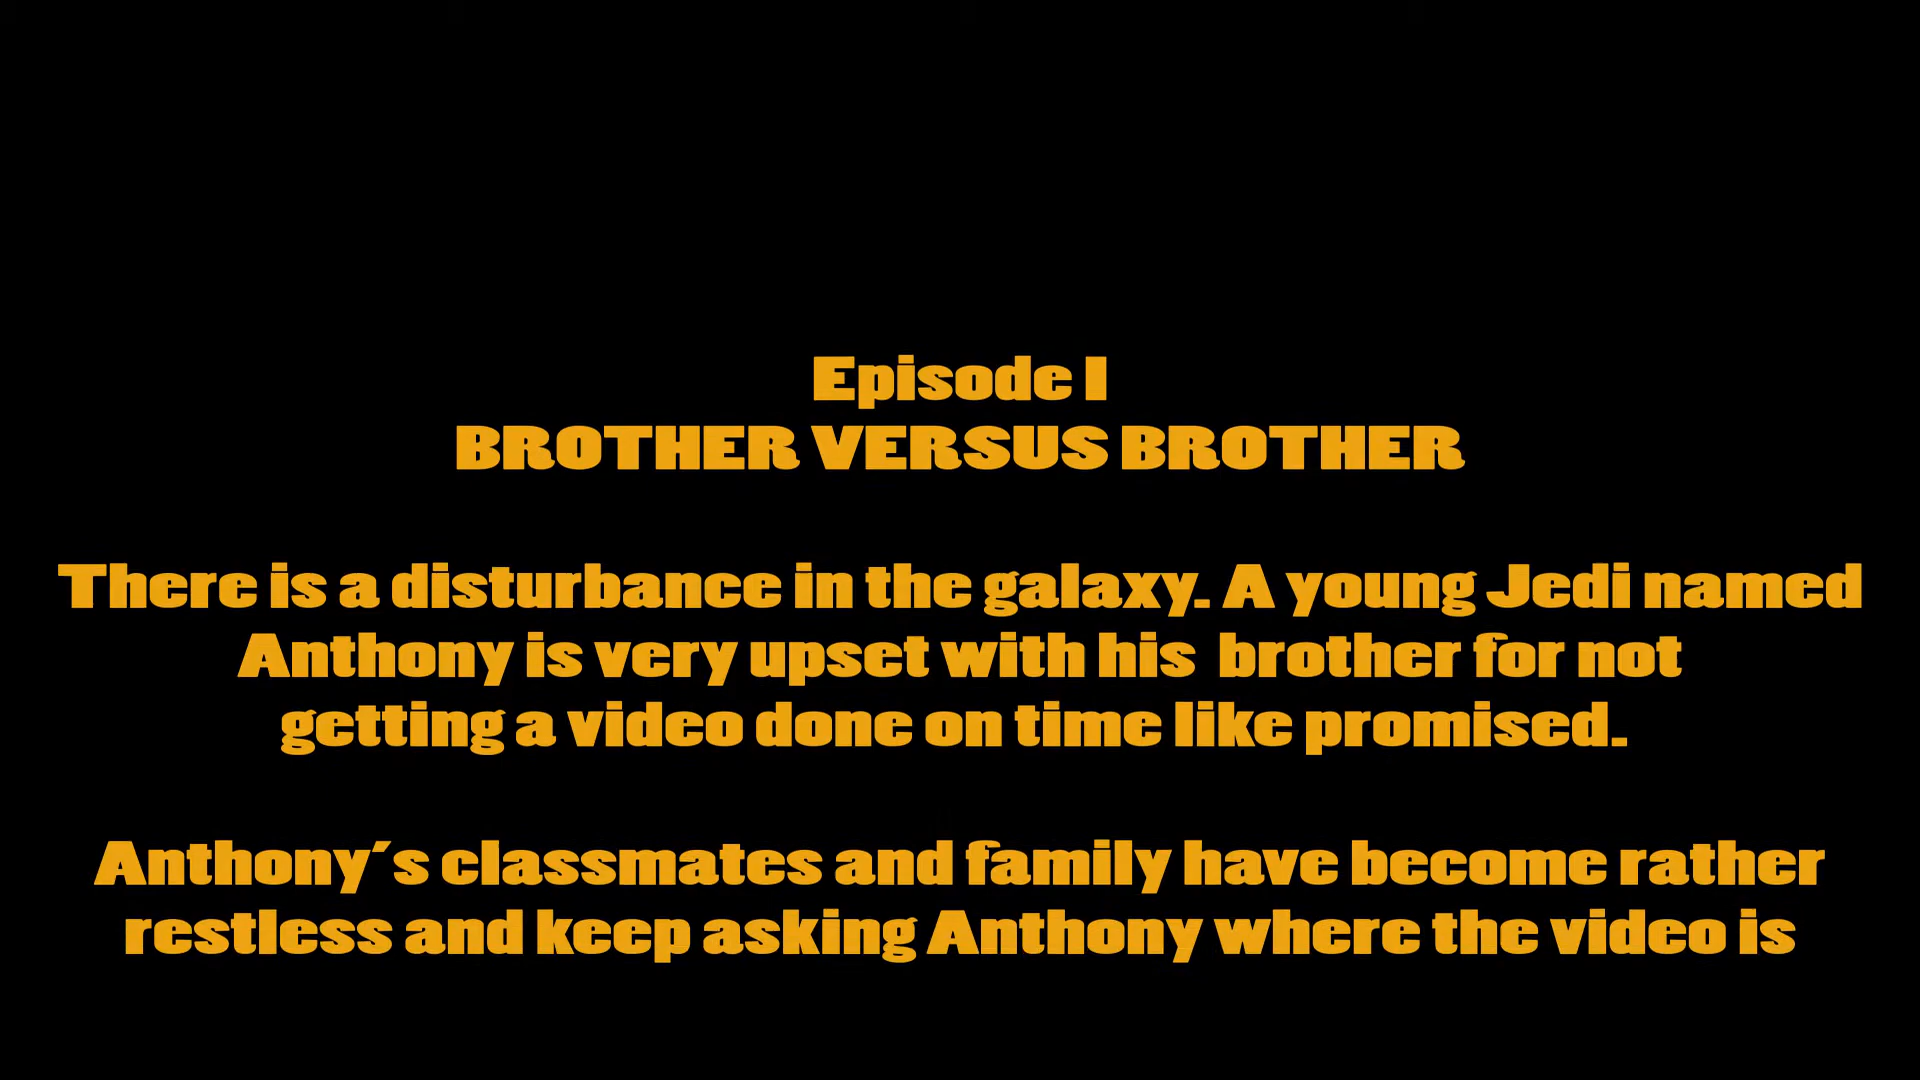 Episode I
BROTHER VERSUS BROTHER
There is a disturbance in the galaxy. A young Jedi named
Anthony is very upset with his  brother for not
getting a video done on time like promised.
Anthony's classmates and family have become rather
restless and keep asking Anthony where the video is